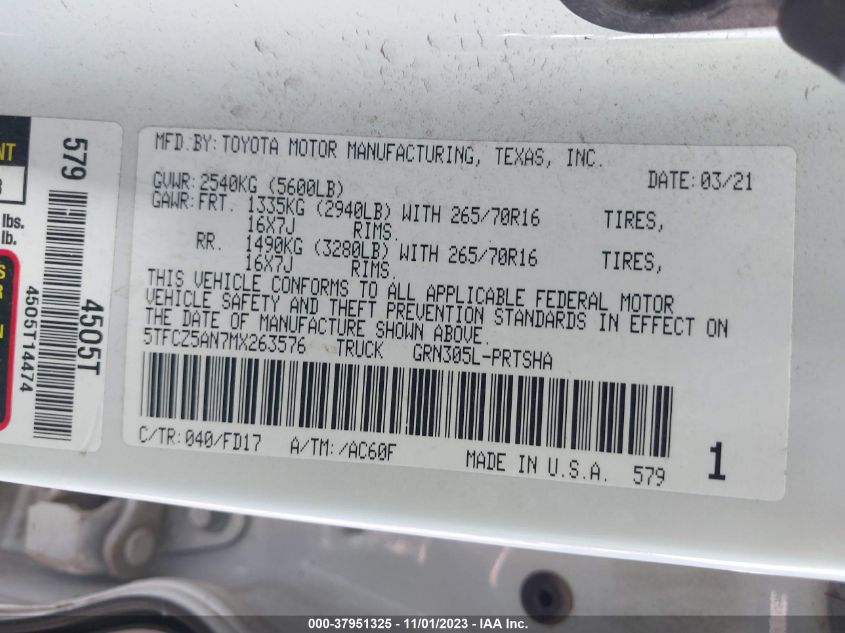 MFD.BY:TOYOTA MOTOR MANUFACTURING, TEXAS, INC.
DATE:03/21
GVWR:2540KG (5600LB)
GAWR:FRT. 1335KG (2940LB) WITH 265/70R16 TIRES,
16X7J RIMS.
RR. 1490KG (3280LB) WITH 265/70R16 TIRES,
16X7J RIMS.
THIS VEHICLE CONFORMS TO ALL APPLICABLE FEDERAL MOTOR
VEHICLE SAFETY AND THEFT PREVENTION STANDARDS IN EFFECT ON
THE DATE OF MANUFACTURE SHOWN ABOVE.
5TFCZ5AN7MX263576 TRUCK GRN305L-PRTSHA
C/TR:040/FD17 A/TM:/AC60F MADE IN U.S.A. 579 1
579
4505T
4505T14474
lbs.
lb.
000-37951325 - 11/01/2023 - IAA Inc.